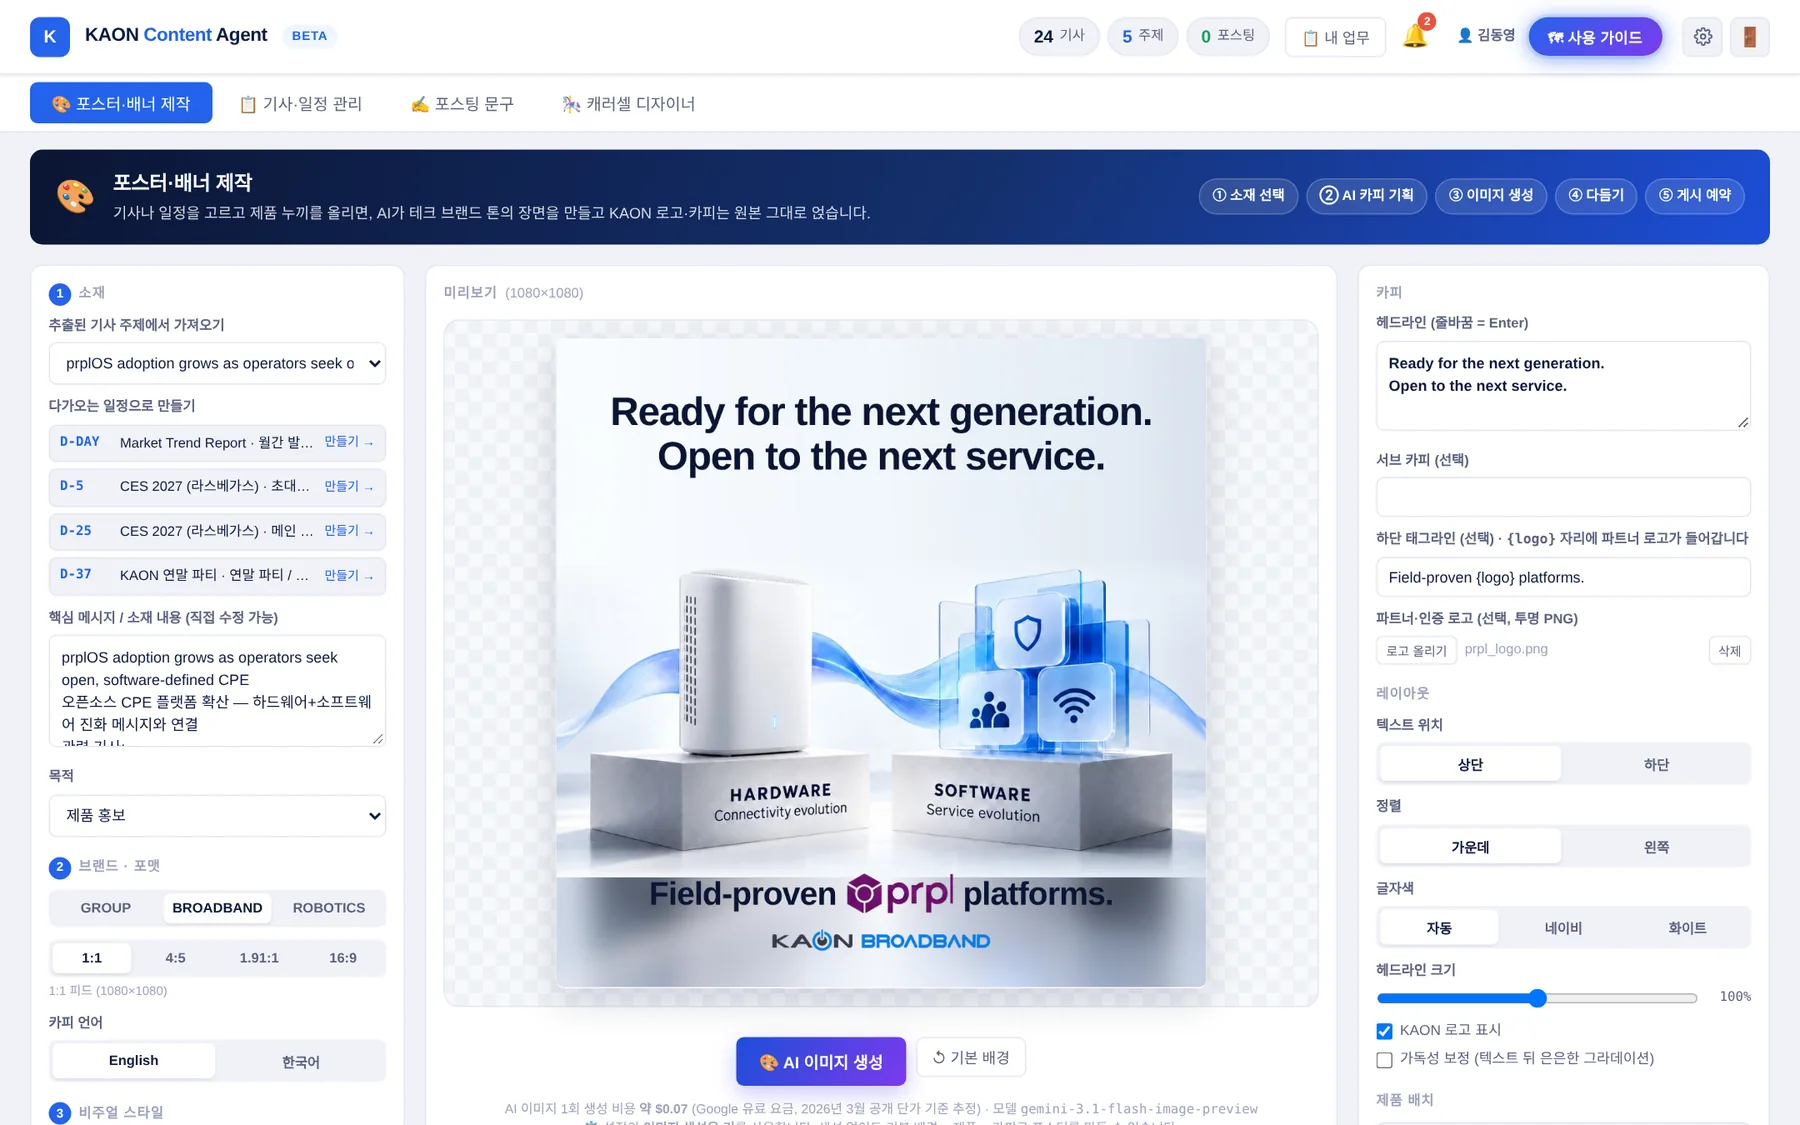 K
KAON Content Agent BETA
24 기사
5 주제
0 포스팅
📋 내 업무
🔔 2
👤 김동영
🗺 사용 가이드
🎨 포스터·배너 제작
📋 기사·일정 관리
✍ 포스팅 문구
🎠 캐러셀 디자이너
포스터·배너 제작
기사나 일정을 고르고 제품 누끼를 올리면, AI가 테크 브랜드 톤의 장면을 만들고 KAON 로고·카피는 원본 그대로 얹습니다.
① 소재 선택
② AI 카피 기획
③ 이미지 생성
④ 다듬기
⑤ 게시 예약
1 소재
추출된 기사 주제에서 가져오기
prplOS adoption grows as operators seek o
다가오는 일정으로 만들기
D-DAY Market Trend Report · 월간 발... 만들기 →
D-5 CES 2027 (라스베가스) · 초대... 만들기 →
D-25 CES 2027 (라스베가스) · 메인 ... 만들기 →
D-37 KAON 연말 파티 · 연말 파티 / ... 만들기 →
핵심 메시지 / 소재 내용 (직접 수정 가능)
prplOS adoption grows as operators seek
open, software-defined CPE
오픈소스 CPE 플랫폼 확산 — 하드웨어+소프트웨
어 진화 메시지와 연결
목적
제품 홍보
2 브랜드 · 포맷
GROUP BROADBAND ROBOTICS
1:1 4:5 1.91:1 16:9
1:1 피드 (1080×1080)
카피 언어
English 한국어
3 비주얼 스타일
미리보기 (1080×1080)
Ready for the next generation.
Open to the next service.
HARDWARE
Connectivity evolution
SOFTWARE
Service evolution
Field-proven prpl platforms.
KAON BROADBAND
🎨 AI 이미지 생성
↺ 기본 배경
AI 이미지 1회 생성 비용 약 $0.07 (Google 유료 요금, 2026년 3월 공개 단가 기준 추정) · 모델 gemini-3.1-flash-image-preview
카피
헤드라인 (줄바꿈 = Enter)
Ready for the next generation.
Open to the next service.
서브 카피 (선택)
하단 태그라인 (선택) · {logo} 자리에 파트너 로고가 들어갑니다
Field-proven {logo} platforms.
파트너·인증 로고 (선택, 투명 PNG)
로고 올리기 prpl_logo.png 삭제
레이아웃
텍스트 위치
상단 하단
정렬
가운데 왼쪽
글자색
자동 네이비 화이트
헤드라인 크기
100%
KAON 로고 표시
가독성 보정 (텍스트 뒤 은은한 그라데이션)
제품 배치